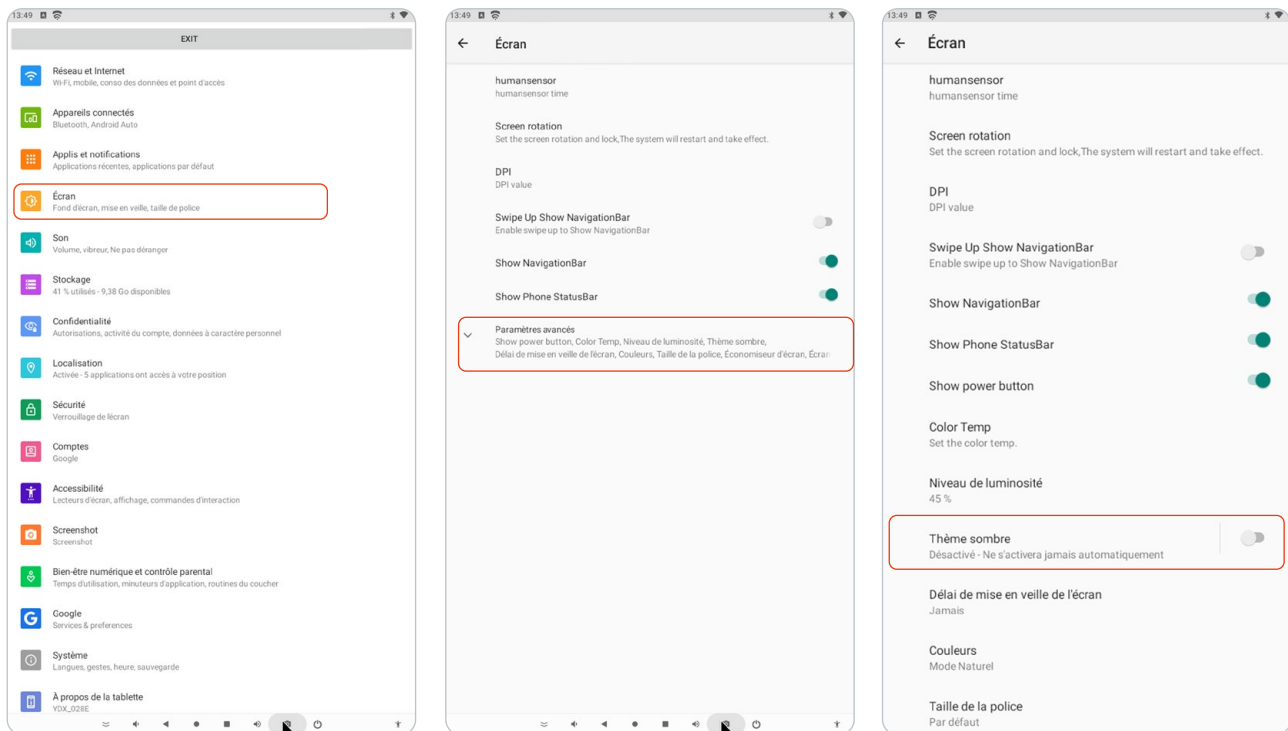 13:49
EXIT
Réseau et Internet
Wi-Fi, mobile, conso des données et point d'accès
Appareils connectés
Bluetooth, Android Auto
Applis et notifications
Applications récentes, applications par défaut
Écran
Fond d'écran, mise en veille, taille de police
Son
Volume, vibreur, Ne pas déranger
Stockage
41 % utilisés - 9,38 Go disponibles
Confidentialité
Autorisations, activité du compte, données à caractère personnel
Localisation
Activée - 5 applications ont accès à votre position
Sécurité
Verrouillage de l'écran
Comptes
Google
Accessibilité
Lecteurs d'écran, affichage, commandes d'interaction
Screenshot
Screenshot
Bien-être numérique et contrôle parental
Temps d'utilisation, minuteurs d'application, routines du coucher
Google
Services & preferences
Système
Langues, gestes, heure, sauvegarde
À propos de la tablette
YDX_028E
13:49
Écran
humansensor
humansensor time
Screen rotation
Set the screen rotation and lock,The system will restart and take effect.
DPI
DPI value
Swipe Up Show NavigationBar
Enable swipe up to Show NavigationBar
Show NavigationBar
Show Phone StatusBar
Paramètres avancés
Show power button, Color Temp, Niveau de luminosité, Thème sombre,
Délai de mise en veille de l'écran, Couleurs, Taille de la police, Économiseur d'écran, Écran
13:49
Écran
humansensor
humansensor time
Screen rotation
Set the screen rotation and lock,The system will restart and take effect.
DPI
DPI value
Swipe Up Show NavigationBar
Enable swipe up to Show NavigationBar
Show NavigationBar
Show Phone StatusBar
Show power button
Color Temp
Set the color temp.
Niveau de luminosité
45 %
Thème sombre
Désactivé - Ne s'activera jamais automatiquement
Délai de mise en veille de l'écran
Jamais
Couleurs
Mode Naturel
Taille de la police
Par défaut